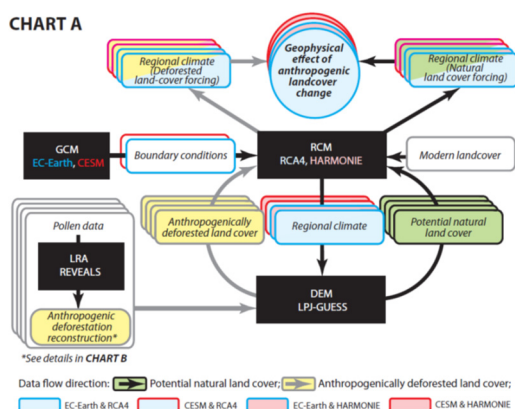 CHART A
Regional climate
(Deforested
land-cover forcing)
Geophysical
effect of
anthropogenic
landcover
change
Regional climate
(Natural
land cover forcing)
GCM
EC-Earth, CESM
Boundary conditions
RCM
RCA4, HARMONIE
Modern landcover
Pollen data
LRA
REVEALS
Anthropogenic
deforestation
reconstruction*
Anthropogenically
deforested land cover
Regional climate
Potential natural
land cover
DEM
LPJ-GUESS
*See details in CHART B
Data flow direction: Potential natural land cover; Anthropogenically deforested land cover;
EC-Earth & RCA4 CESM & RCA4 EC-Earth & HARMONIE CESM & HARMONIE